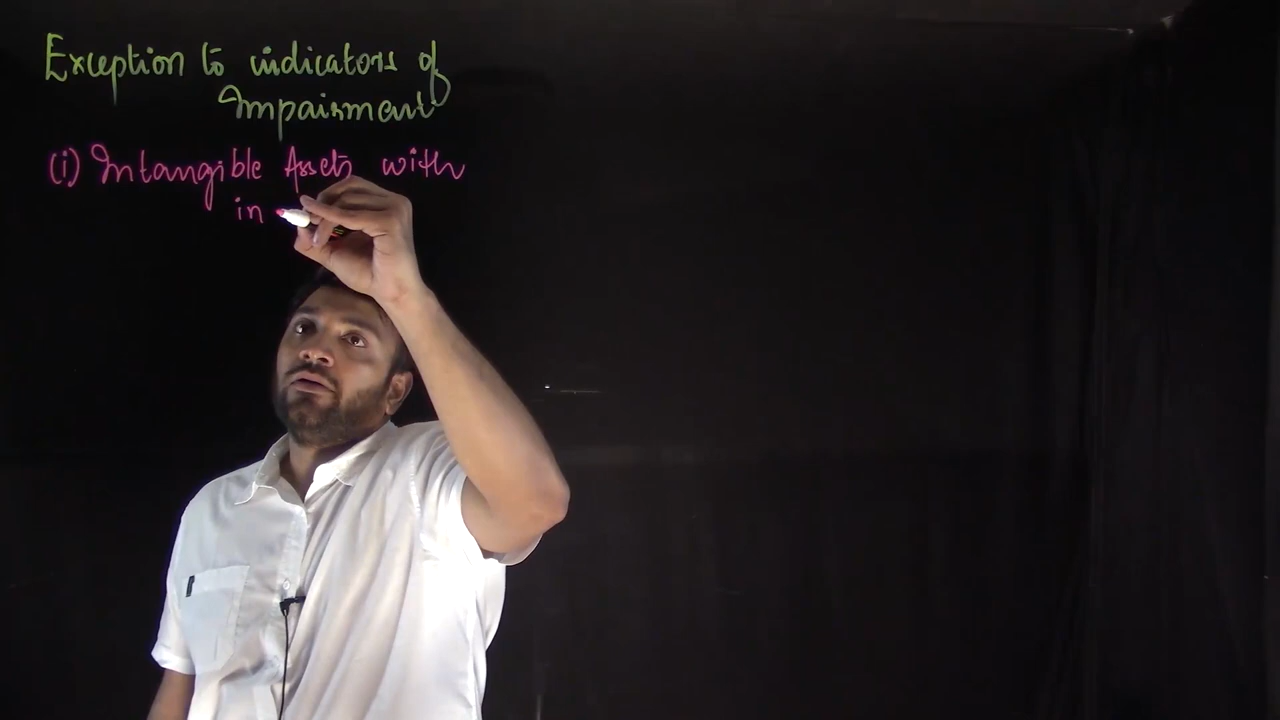 Exception to indicators of
Impairment
(i) Intangible Assets with
in